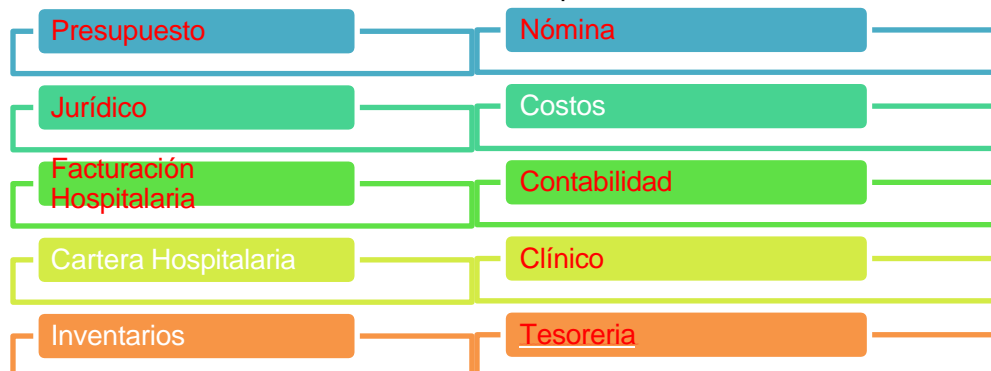 Presupuesto
Nómina
Jurídico
Costos
Facturación
Hospitalaria
Contabilidad
Cartera Hospitalaria
Clínico
Inventarios
Tesoreria